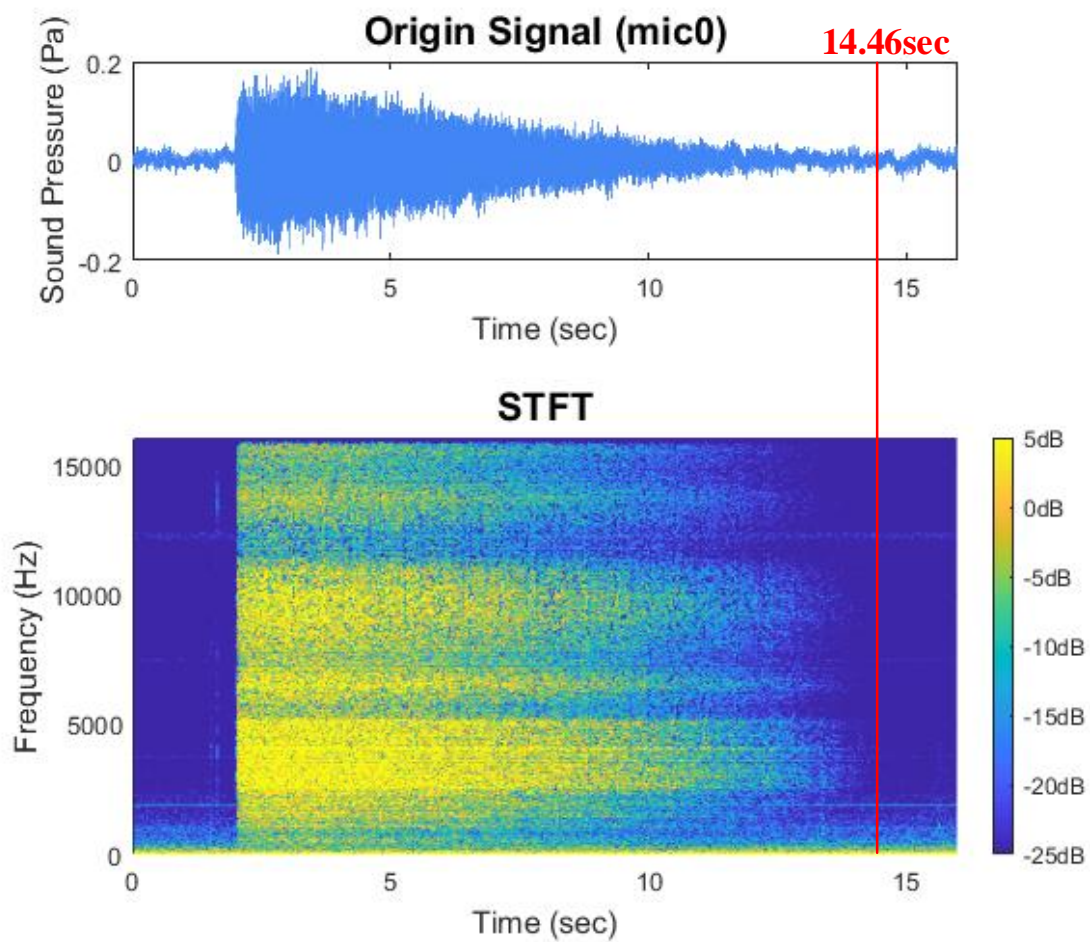 Origin Signal (mic0)
14.46sec
Sound Pressure (Pa)
0.2
0
-0.2
0
5
10
15
Time (sec)
STFT
Frequency (Hz)
15000
10000
5000
0
0
5
10
15
Time (sec)
5dB
0dB
-5dB
-10dB
-15dB
-20dB
-25dB